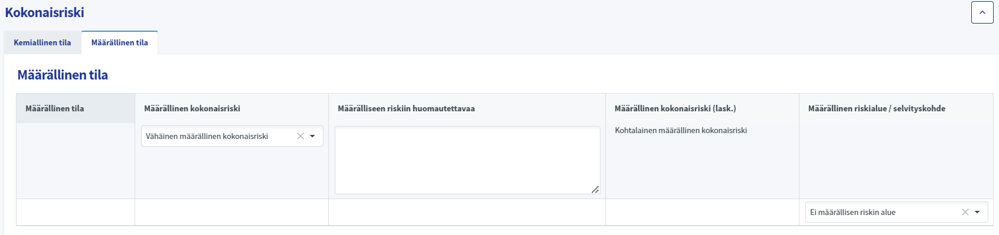 Kokonaisriski
Kemiallinen tila
Määrällinen tila
Määrällinen tila
Määrällinen tila
Määrällinen kokonaisriski
Määrälliseen riskiin huomautettavaa
Määrällinen kokonaisriski (lask.)
Määrällinen riskialue / selvityskohde
Vähäinen määrällinen kokonaisriski
Kohtalainen määrällinen kokonaisriski
Ei määrällisen riskin alue